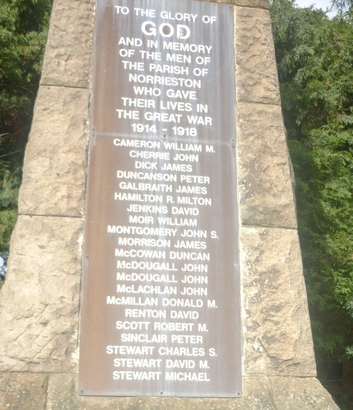 TO THE GLORY OF
GOD
AND IN MEMORY
OF THE MEN OF
THE PARISH OF
NORRIESTON
WHO GAVE
THEIR LIVES IN
THE GREAT WAR
1914 - 1918
CAMERON WILLIAM M.
CHERRIE JOHN
DICK JAMES
DUNCANSON PETER
GALBRAITH JAMES
HAMILTON R. MILTON
JENKINS DAVID
MOIR WILLIAM
MONTGOMERY JOHN S.
MORRISON JAMES
McCOWAN DUNCAN
McDOUGALL JOHN
McDOUGALL JOHN
McLACHLAN JOHN
McMILLAN DONALD M.
RENTON DAVID
SCOTT ROBERT M.
SINCLAIR PETER
STEWART CHARLES S.
STEWART DAVID M.
STEWART MICHAEL